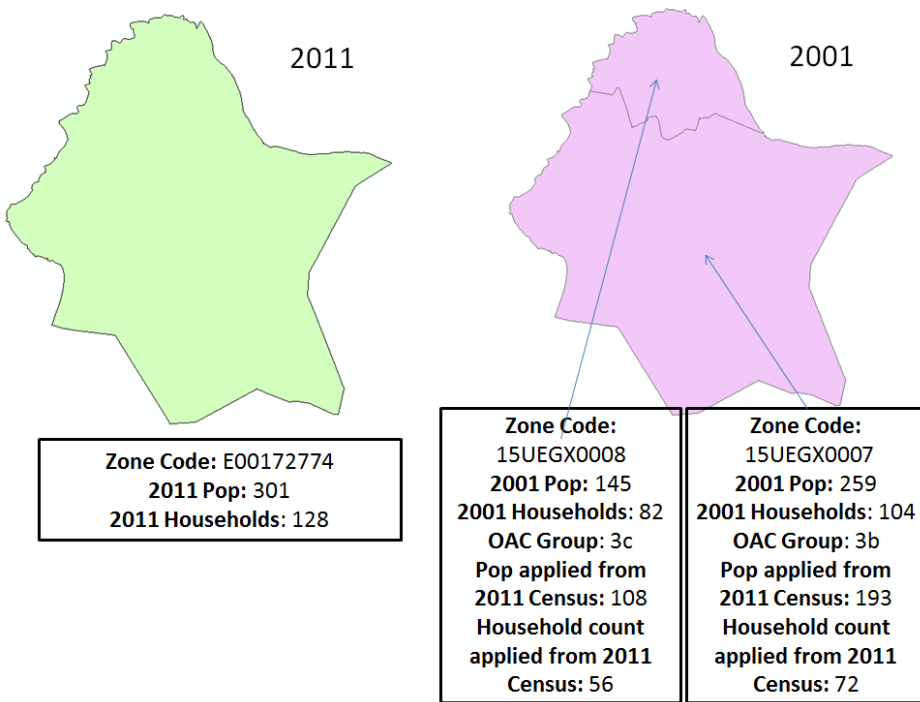 2011
2001
Zone Code: E00172774
2011 Pop: 301
2011 Households: 128
Zone Code:
15UEGX0008
2001 Pop: 145
2001 Households: 82
OAC Group: 3c
Pop applied from
2011 Census: 108
Household count
applied from 2011
Census: 56
Zone Code:
15UEGX0007
2001 Pop: 259
2001 Households: 104
OAC Group: 3b
Pop applied from
2011 Census: 193
Household count
applied from 2011
Census: 72